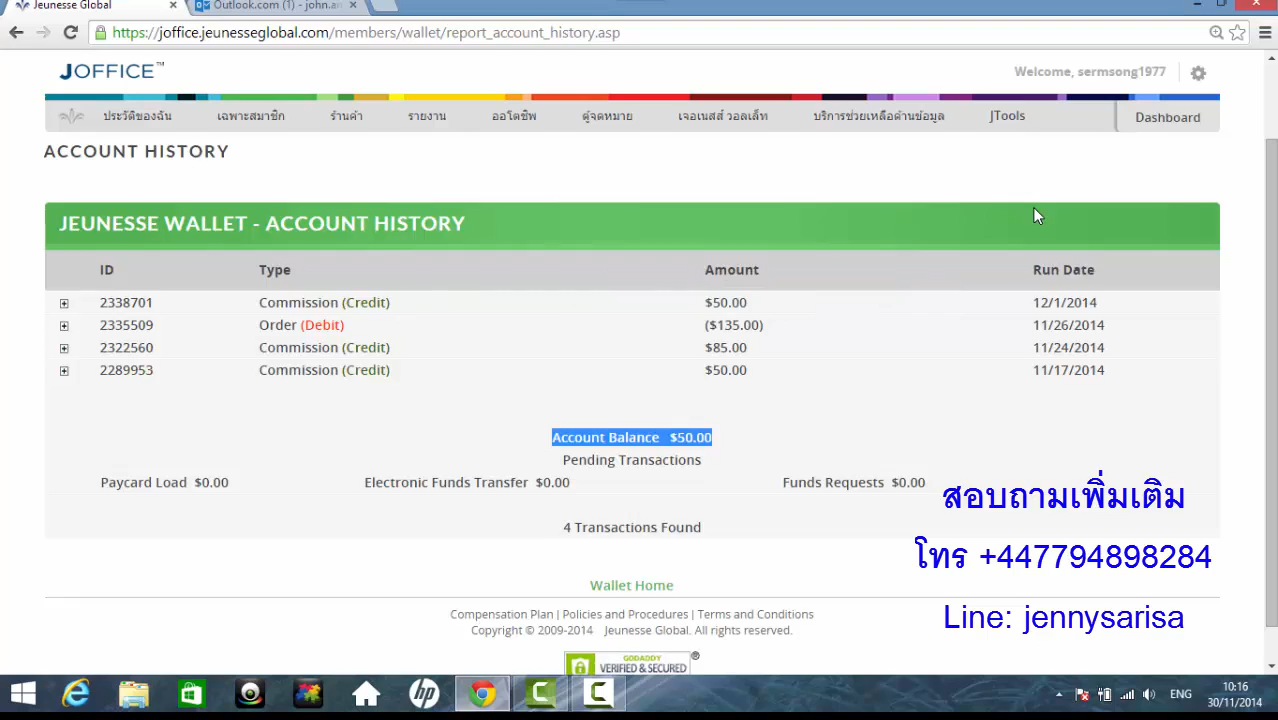 Jeunesse Global
Outlook.com (1) - john.an
https://joffice.jeunesseglobal.com/members/wallet/report_account_history.asp
JOFFICE™
Welcome, sermsong1977
ประวัติของฉัน เฉพาะสมาชิก ร้านค้า รายงาน ออโตชิพ ตู้จดหมาย เจอเนสส์ วอลเล็ท บริการช่วยเหลือด้านข้อมูล JTools Dashboard
ACCOUNT HISTORY
JEUNESSE WALLET - ACCOUNT HISTORY
ID Type Amount Run Date
2338701 Commission (Credit) $50.00 12/1/2014
2335509 Order (Debit) ($135.00) 11/26/2014
2322560 Commission (Credit) $85.00 11/24/2014
2289953 Commission (Credit) $50.00 11/17/2014
Account Balance $50.00
Pending Transactions
Paycard Load $0.00 Electronic Funds Transfer $0.00 Funds Requests $0.00
4 Transactions Found
สอบถามเพิ่มเติม
โทร +447794898284
Line: jennysarisa
Wallet Home
Compensation Plan | Policies and Procedures | Terms and Conditions
Copyright © 2009-2014 Jeunesse Global. All rights reserved.
GODADDY
VERIFIED & SECURED
®
hp
ENG
10:16
30/11/2014